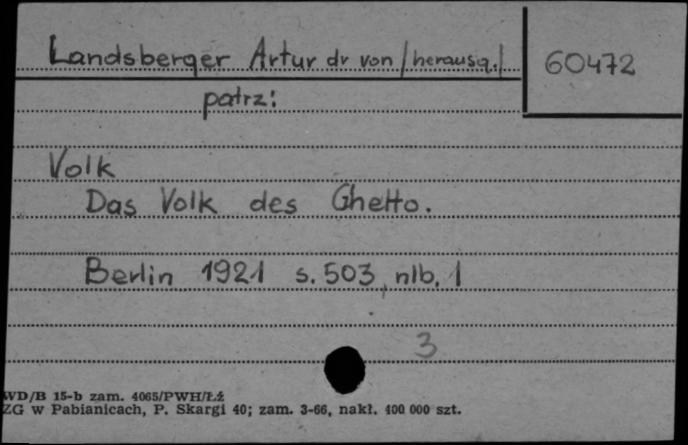 Landsberger Artur dr von /herausg./ 60472
patrz:
Volk
Das Volk des Ghetto.
Berlin 1921 s. 503, nlb. 1
3
WD/B 15-b zam. 4065/PWH/Łź
ZG w Pabianicach, P. Skargi 40; zam. 3-66, nakł. 400 000 szt.